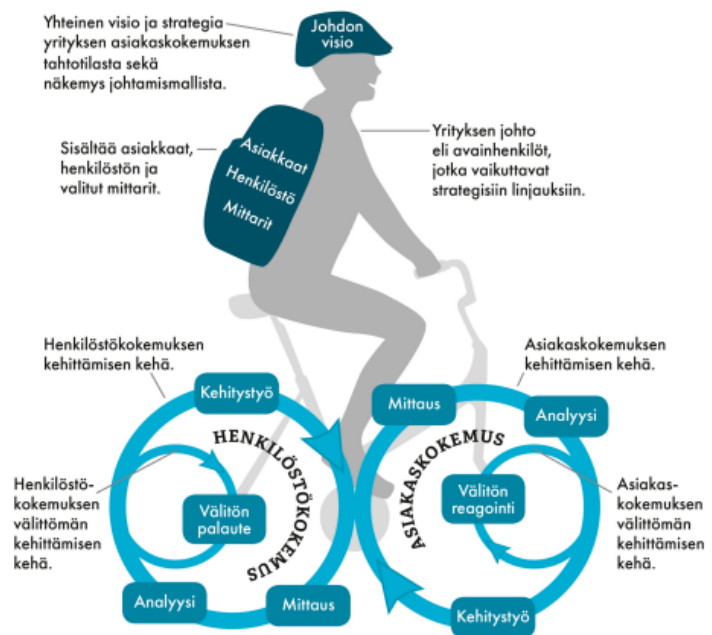 Yhteinen visio ja strategia
yrityksen asiakaskokemuksen
tahtotilasta sekä
näkemys johtamismallista.
Johdon
visio
Sisältää asiakkaat,
henkilöstön ja
valitut mittarit.
Asiakkaat
Henkilöstö
Mittarit
Yrityksen johto
eli avainhenkilöt,
jotka vaikuttavat
strategisiin linjauksiin.
Henkilöstökokemuksen
kehittämisen kehä.
Kehitystyö
HENKILÖSTÖKOKEMUS
Henkilöstö-
kokemuksen
välittömän
kehittämisen
kehä.
Välitön
palaute
Analyysi
Mittaus
Asiakaskokemuksen
kehittämisen kehä.
Mittaus
Analyysi
ASIAKASKOKEMUS
Välitön
reagointi
Asiakas-
kokemuksen
välittömän
kehittämisen
kehä.
Kehitystyö